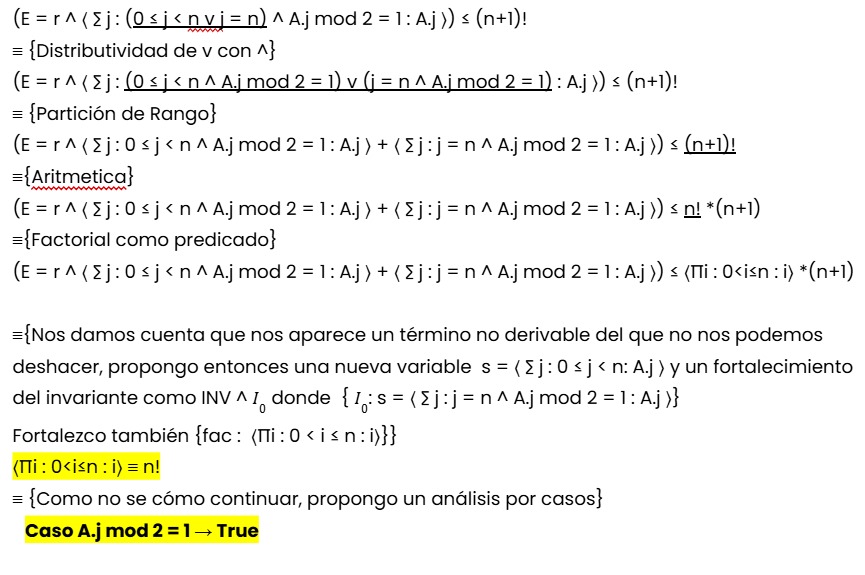 (E = r ^ ⟨ Σ j : (0 ≤ j < n v j = n) ^ A.j mod 2 = 1 : A.j ⟩) ≤ (n+1)!
≡ {Distributividad de v con ^}
(E = r ^ ⟨ Σ j : (0 ≤ j < n ^ A.j mod 2 = 1) v (j = n ^ A.j mod 2 = 1) : A.j ⟩) ≤ (n+1)!
≡ {Partición de Rango}
(E = r ^ ⟨ Σ j : 0 ≤ j < n ^ A.j mod 2 = 1 : A.j ⟩ + ⟨ Σ j : j = n ^ A.j mod 2 = 1 : A.j ⟩) ≤ (n+1)!
≡{Aritmetica}
(E = r ^ ⟨ Σ j : 0 ≤ j < n ^ A.j mod 2 = 1 : A.j ⟩ + ⟨ Σ j : j = n ^ A.j mod 2 = 1 : A.j ⟩) ≤ n! *(n+1)
≡{Factorial como predicado}
(E = r ^ ⟨ Σ j : 0 ≤ j < n ^ A.j mod 2 = 1 : A.j ⟩ + ⟨ Σ j : j = n ^ A.j mod 2 = 1 : A.j ⟩) ≤ ⟨Πi : 0<i≤n : i⟩ *(n+1)
≡{Nos damos cuenta que nos aparece un término no derivable del que no nos podemos
deshacer, propongo entonces una nueva variable s = ⟨ Σ j : 0 ≤ j < n: A.j ⟩ y un fortalecimiento
del invariante como INV ^ I₀ donde { I₀: s = ⟨ Σ j : j = n ^ A.j mod 2 = 1 : A.j ⟩}
Fortalezco también {fac : ⟨Πi : 0 < i ≤ n : i⟩}}
⟨Πi : 0<i≤n : i⟩ ≡ n!
≡ {Como no se cómo continuar, propongo un análisis por casos}
Caso A.j mod 2 = 1 → True